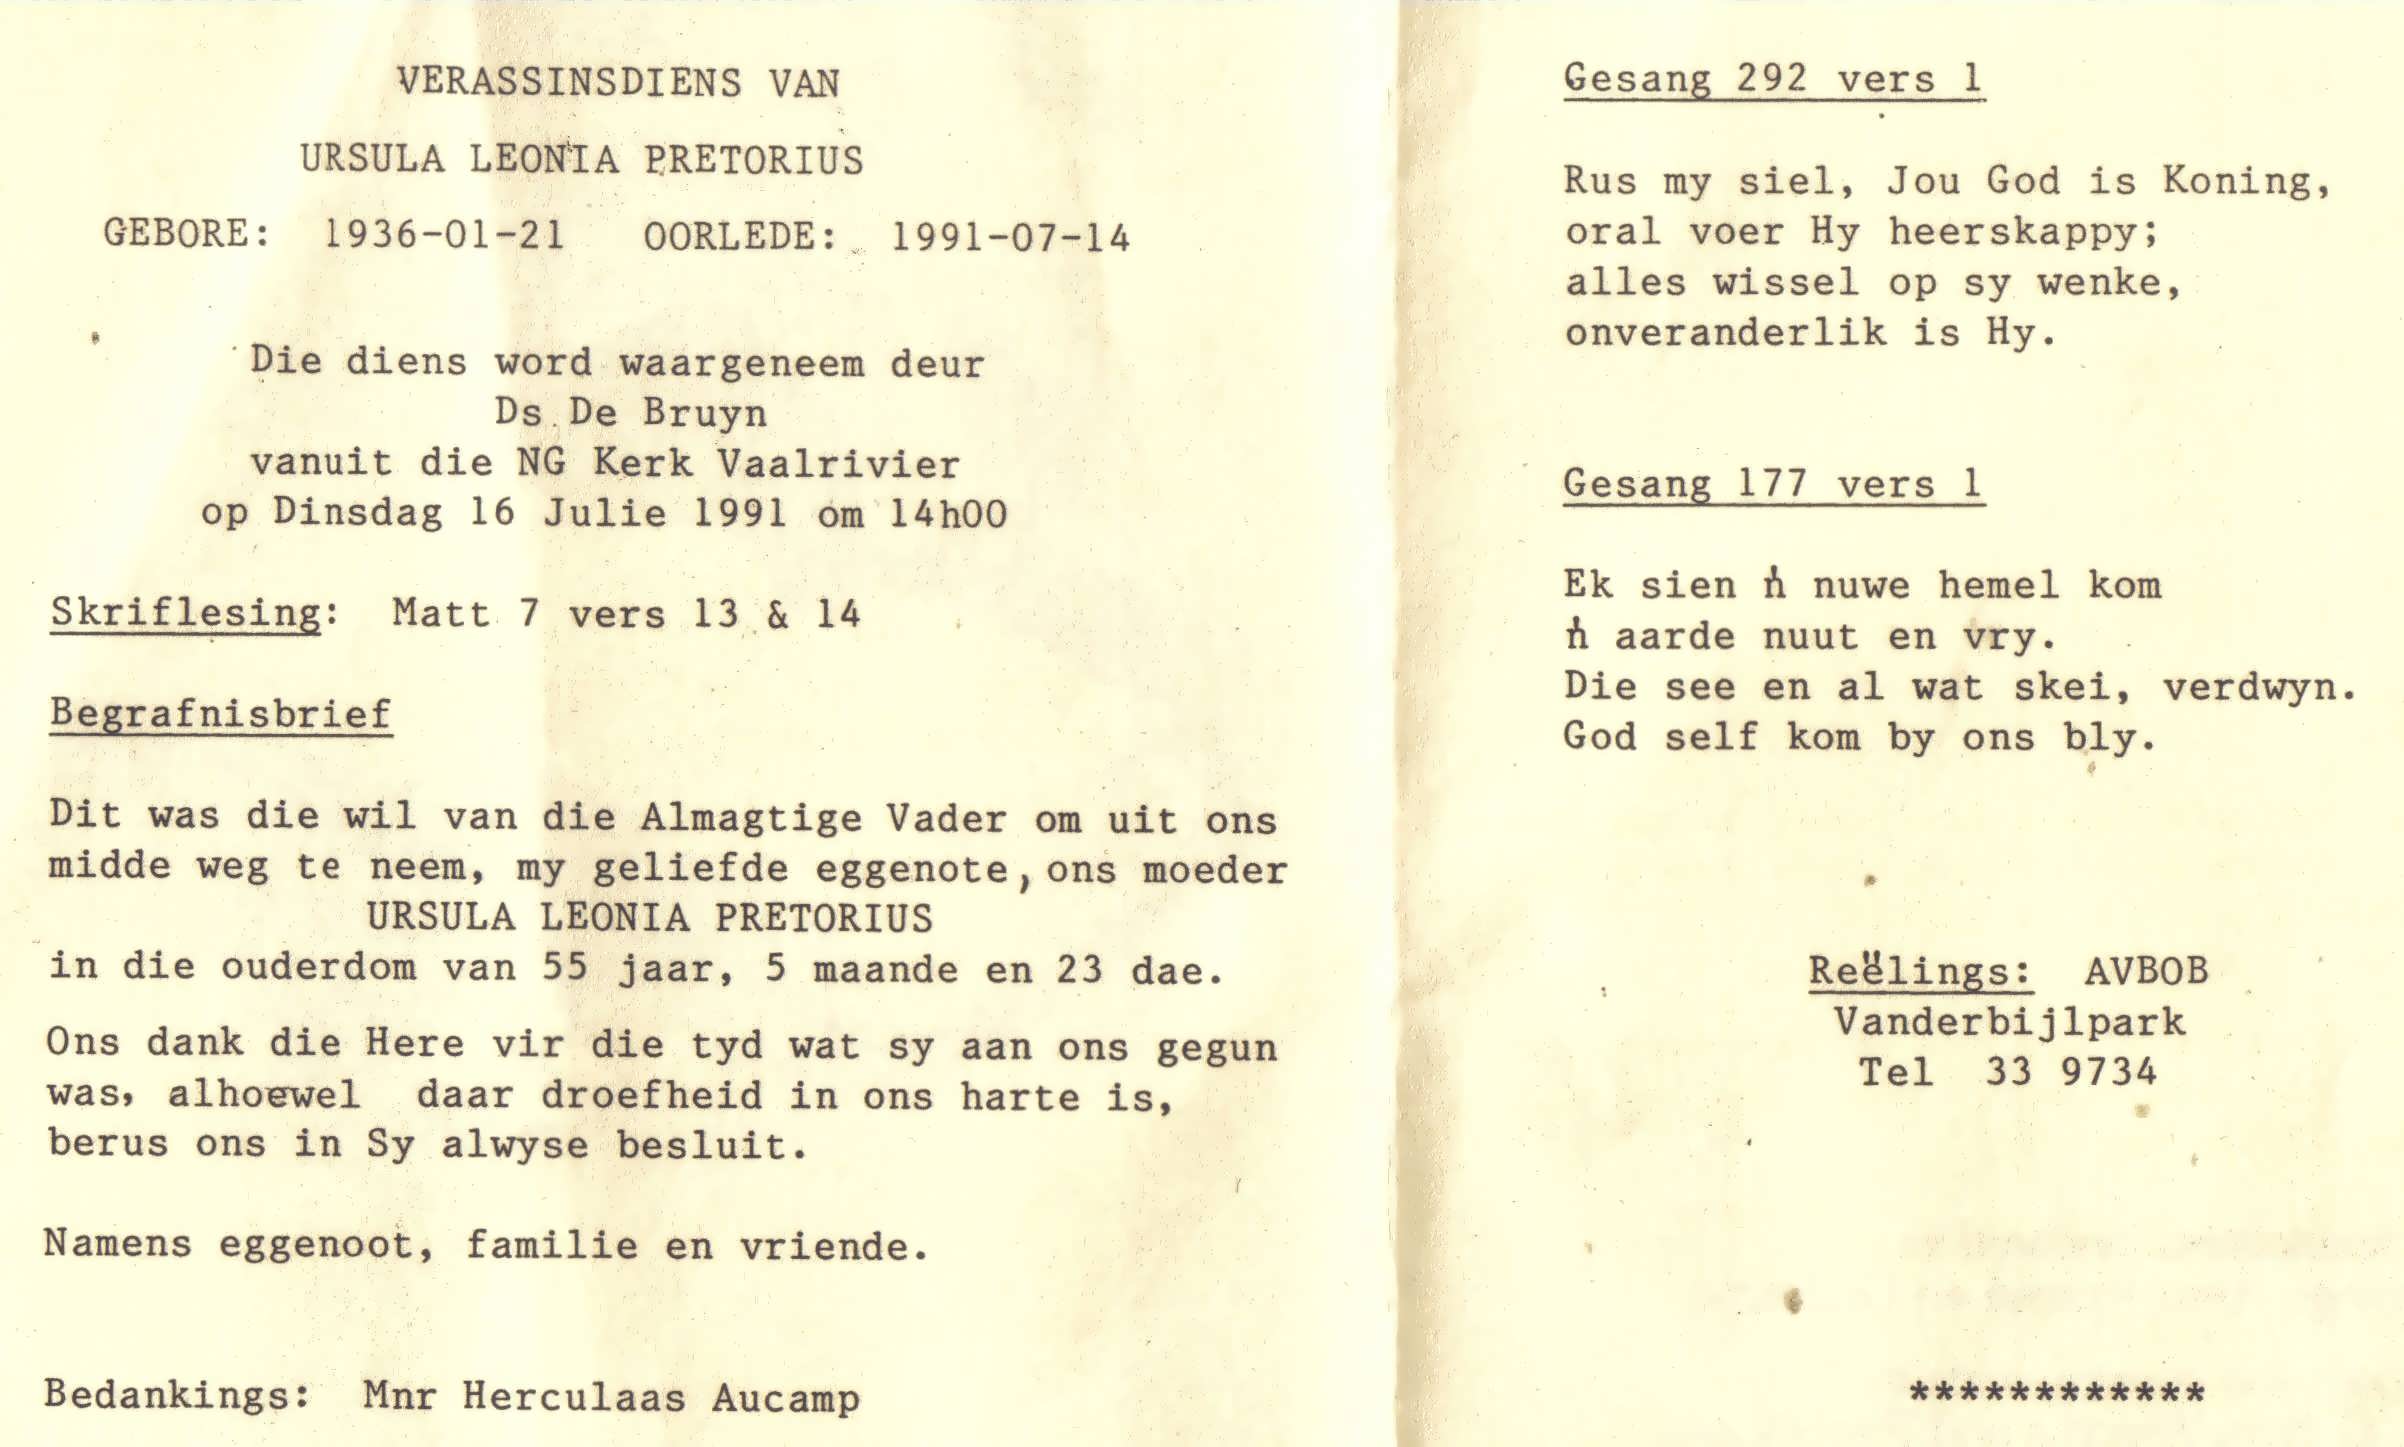 VERASSINSDIENS VAN
URSULA LEONIA PRETORIUS
GEBORE: 1936-01-21 OORLEDE: 1991-07-14
Die diens word waargeneem deur
Ds De Bruyn
vanuit die NG Kerk Vaalrivier
op Dinsdag 16 Julie 1991 om 14h00
Skriflesing: Matt 7 vers 13 & 14
Begrafnisbrief
Dit was die wil van die Almagtige Vader om uit ons
midde weg te neem, my geliefde eggenote, ons moeder
URSULA LEONIA PRETORIUS
in die ouderdom van 55 jaar, 5 maande en 23 dae.
Ons dank die Here vir die tyd wat sy aan ons gegun
was, alhoewel daar droefheid in ons harte is,
berus ons in Sy alwyse besluit.
Namens eggenoot, familie en vriende.
Bedankings: Mnr Herculaas Aucamp
Gesang 292 vers 1
Rus my siel, Jou God is Koning,
oral voer Hy heerskappy;
alles wissel op sy wenke,
onveranderlik is Hy.
Gesang 177 vers 1
Ek sien 'n nuwe hemel kom
'n aarde nuut en vry.
Die see en al wat skei, verdwyn.
God self kom by ons bly.
Reëlings: AVBOB
Vanderbijlpark
Tel 33 9734
************